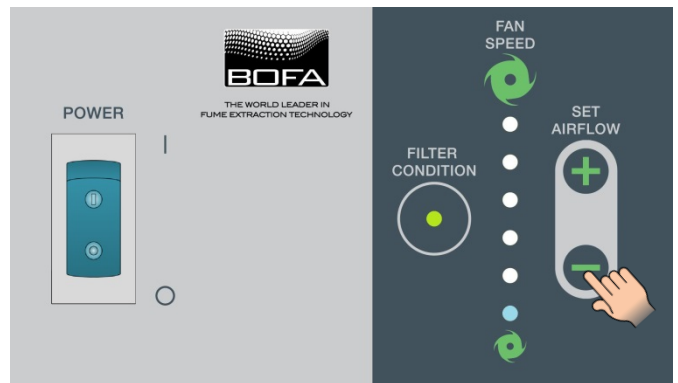 POWER
BOFA
THE WORLD LEADER IN
FUME EXTRACTION TECHNOLOGY
FAN
SPEED
FILTER
CONDITION
SET
AIRFLOW